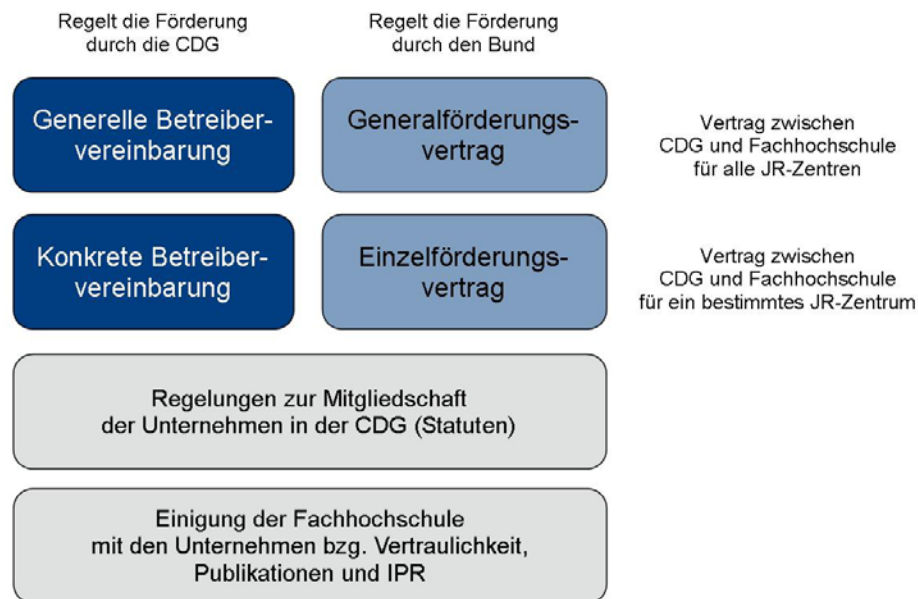 Regelt die Förderung
durch die CDG
Regelt die Förderung
durch den Bund
Generelle Betreiber-
vereinbarung
Generalförderungs-
vertrag
Vertrag zwischen
CDG und Fachhochschule
für alle JR-Zentren
Konkrete Betreiber-
vereinbarung
Einzelförderungs-
vertrag
Vertrag zwischen
CDG und Fachhochschule
für ein bestimmtes JR-Zentrum
Regelungen zur Mitgliedschaft
der Unternehmen in der CDG (Statuten)
Einigung der Fachhochschule
mit den Unternehmen bzg. Vertraulichkeit,
Publikationen und IPR